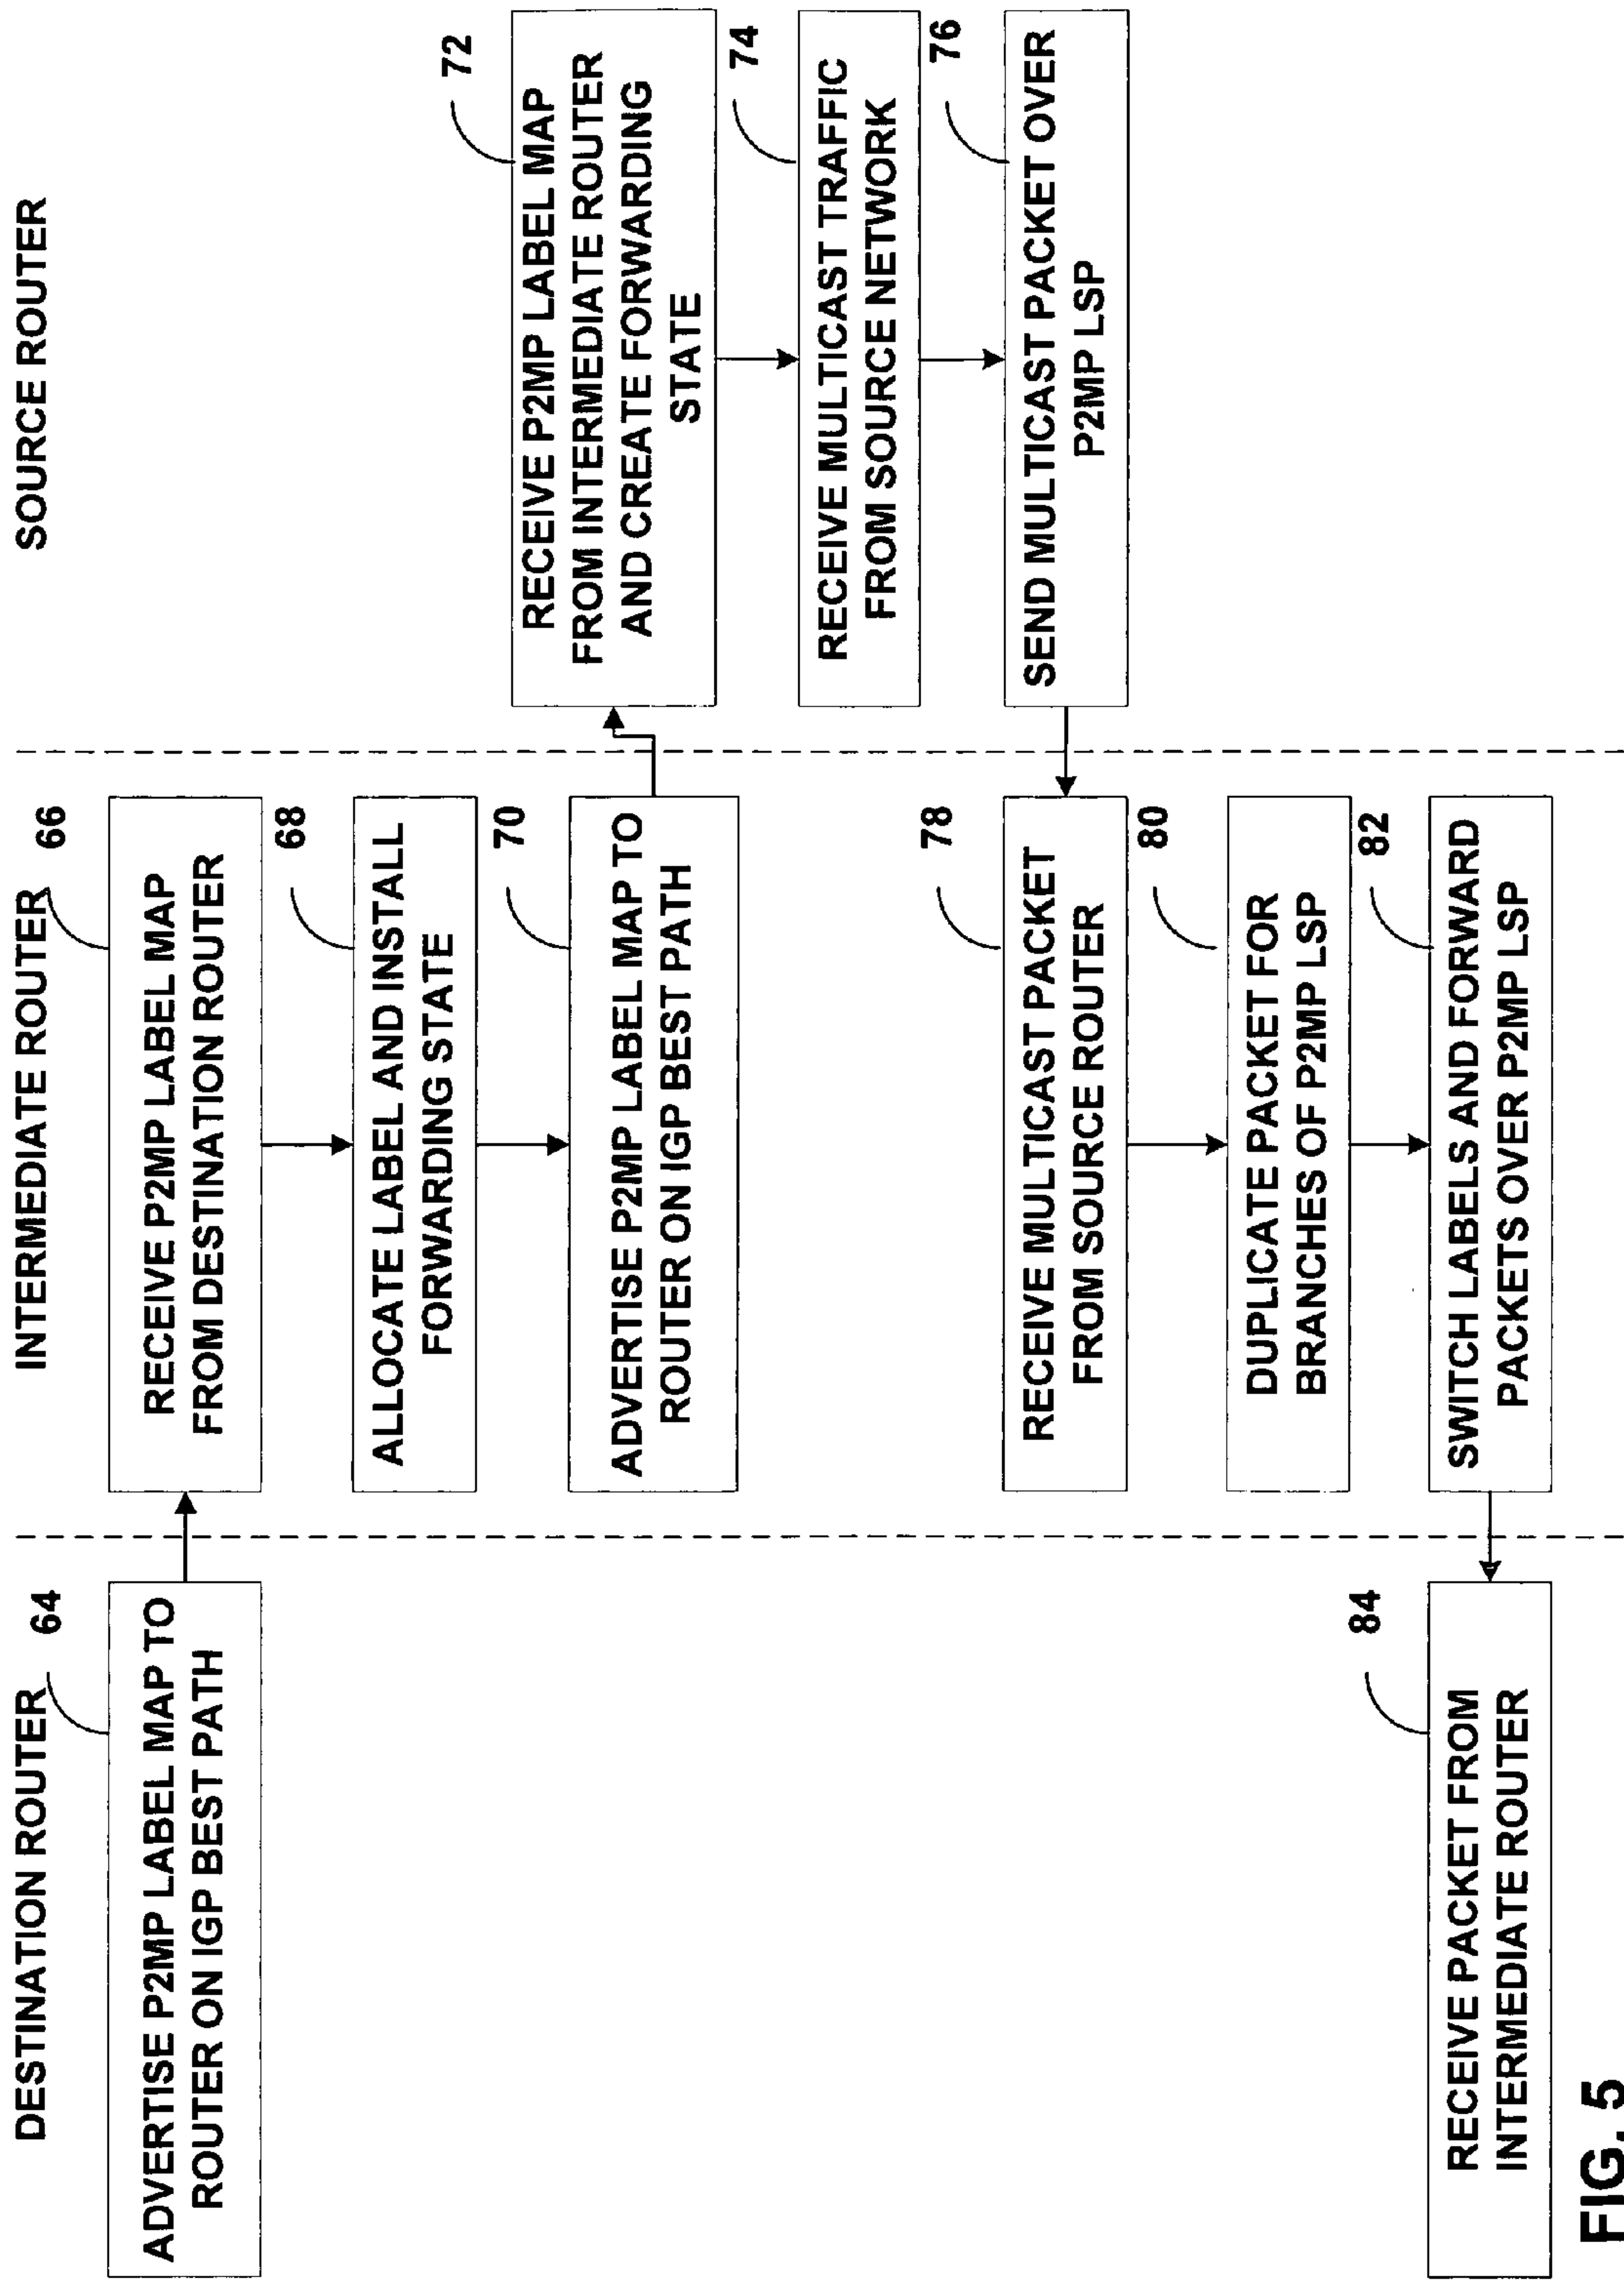 DESTINATION ROUTER
INTERMEDIATE ROUTER
SOURCE ROUTER
64
ADVERTISE P2MP LABEL MAP TO
ROUTER ON IGP BEST PATH
66
RECEIVE P2MP LABEL MAP
FROM DESTINATION ROUTER
68
ALLOCATE LABEL AND INSTALL
FORWARDING STATE
70
ADVERTISE P2MP LABEL MAP TO
ROUTER ON IGP BEST PATH
72
RECEIVE P2MP LABEL MAP
FROM INTERMEDIATE ROUTER
AND CREATE FORWARDING
STATE
74
RECEIVE MULTICAST TRAFFIC
FROM SOURCE NETWORK
76
SEND MULTICAST PACKET OVER
P2MP LSP
78
RECEIVE MULTICAST PACKET
FROM SOURCE ROUTER
80
DUPLICATE PACKET FOR
BRANCHES OF P2MP LSP
82
SWITCH LABELS AND FORWARD
PACKETS OVER P2MP LSP
84
RECEIVE PACKET FROM
INTERMEDIATE ROUTER
FIG. 5